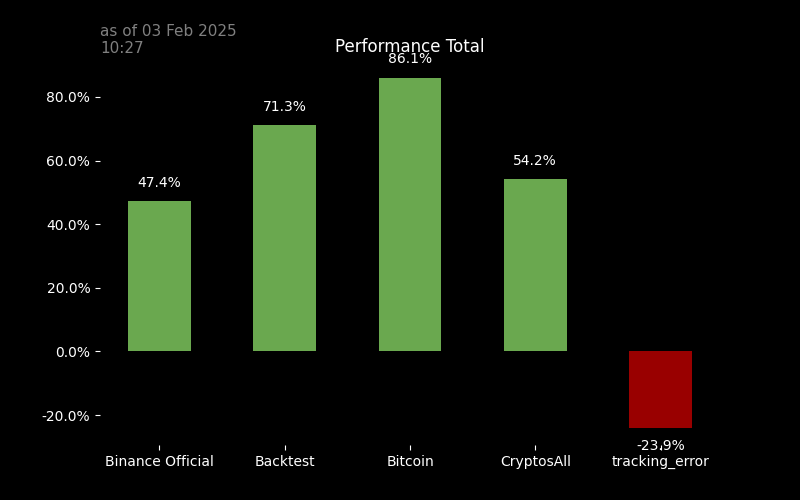 as of 03 Feb 2025
10:27
Performance Total
86.1%
80.0%
71.3%
60.0%
54.2%
47.4%
40.0%
20.0%
0.0%
-20.0%
-23.9%
Binance Official
Backtest
Bitcoin
CryptosAll
tracking_error